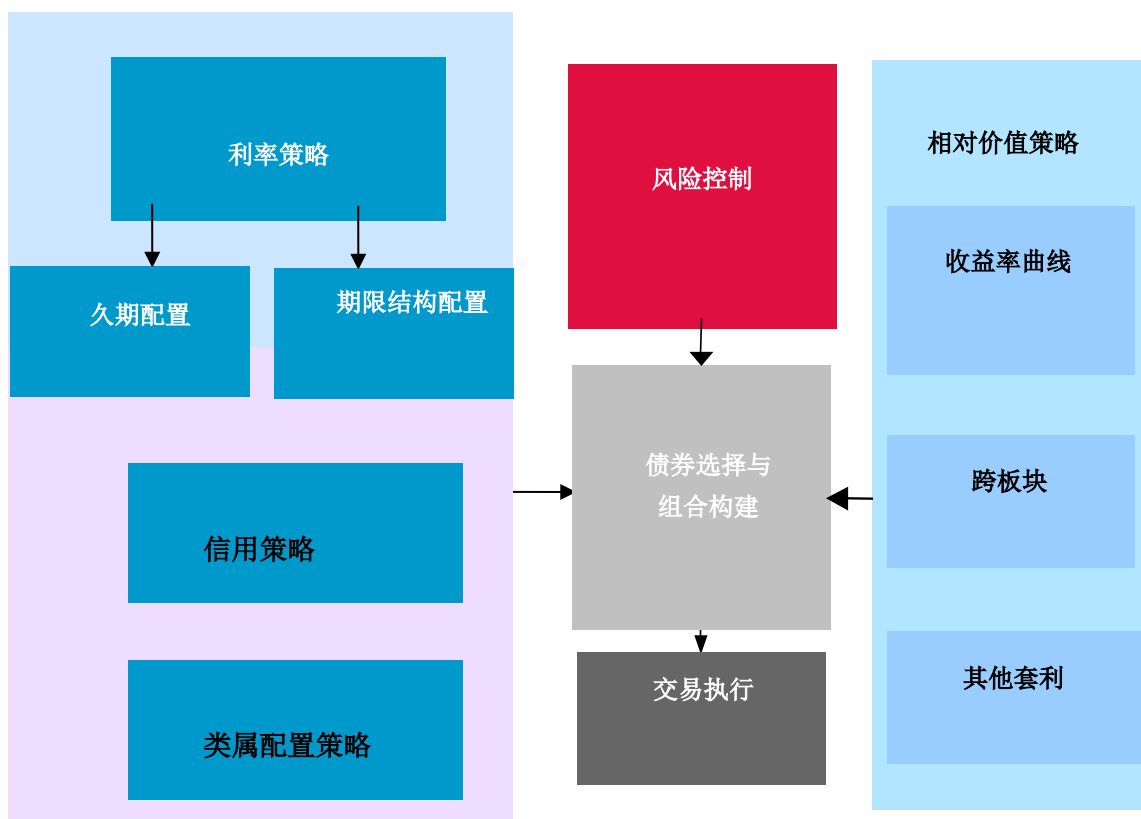 利率策略
久期配置
期限结构配置
信用策略
类属配置策略
风险控制
债券选择与
组合构建
交易执行
相对价值策略
收益率曲线
跨板块
其他套利